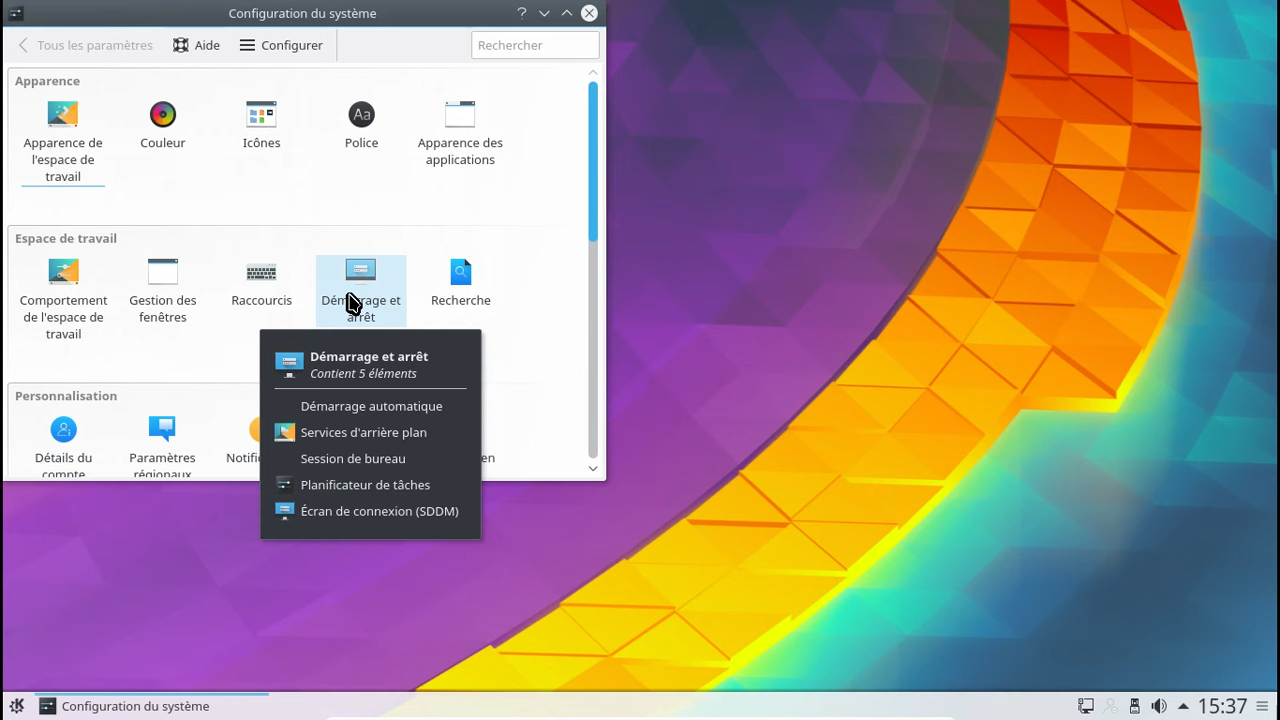 Configuration du système
Tous les paramètres
Aide
Configurer
Rechercher
Apparence
Apparence de
l'espace de
travail
Couleur
Icônes
Aa
Police
Apparence des
applications
Espace de travail
Comportement
de l'espace de
travail
Gestion des
fenêtres
Raccourcis
Démarrage et
arrêt
Recherche
Démarrage et arrêt
Contient 5 éléments
Démarrage automatique
Services d'arrière plan
Session de bureau
Planificateur de tâches
Écran de connexion (SDDM)
Personnalisation
Détails du
compte
Paramètres
régionaux
Configuration du système
15:37